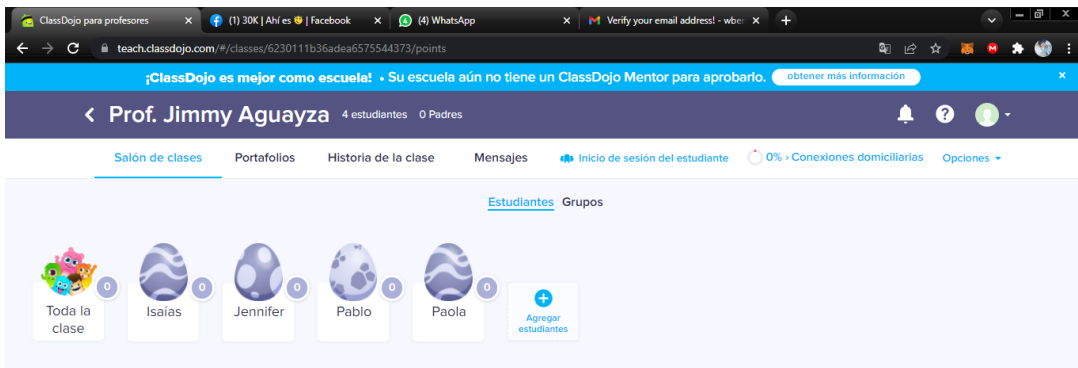 ClassDojo para profesores
(1) 30K | Ahí es | Facebook
(4) WhatsApp
Verify your email address! - wber
teach.classdojo.com/#/classes/6230111b36adea6575544373/points
¡ClassDojo es mejor como escuela! • Su escuela aún no tiene un ClassDojo Mentor para aprobarlo. obtener más información
Prof. Jimmy Aguayza 4 estudiantes 0 Padres
Salón de clases Portafolios Historia de la clase Mensajes Inicio de sesión del estudiante 0% › Conexiones domiciliarias Opciones
Estudiantes Grupos
0 0 0 0 0
Toda la clase
Isaías
Jennifer
Pablo
Paola
Agregar estudiantes